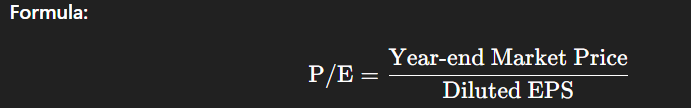 Formula:
P/E = Year-end Market Price / Diluted EPS